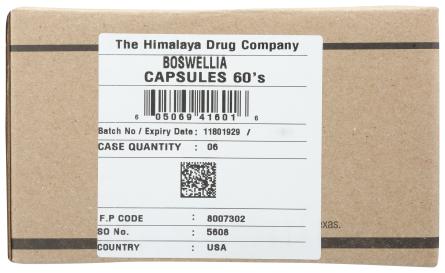 The Himalaya Drug Company
BOSWELLIA
CAPSULES 60's
6 05069 41601 6
Batch No / Expiry Date : 11801929 /
CASE QUANTITY : 06
F.P CODE : 8007302
SO No. : 5608
COUNTRY : USA
exas.